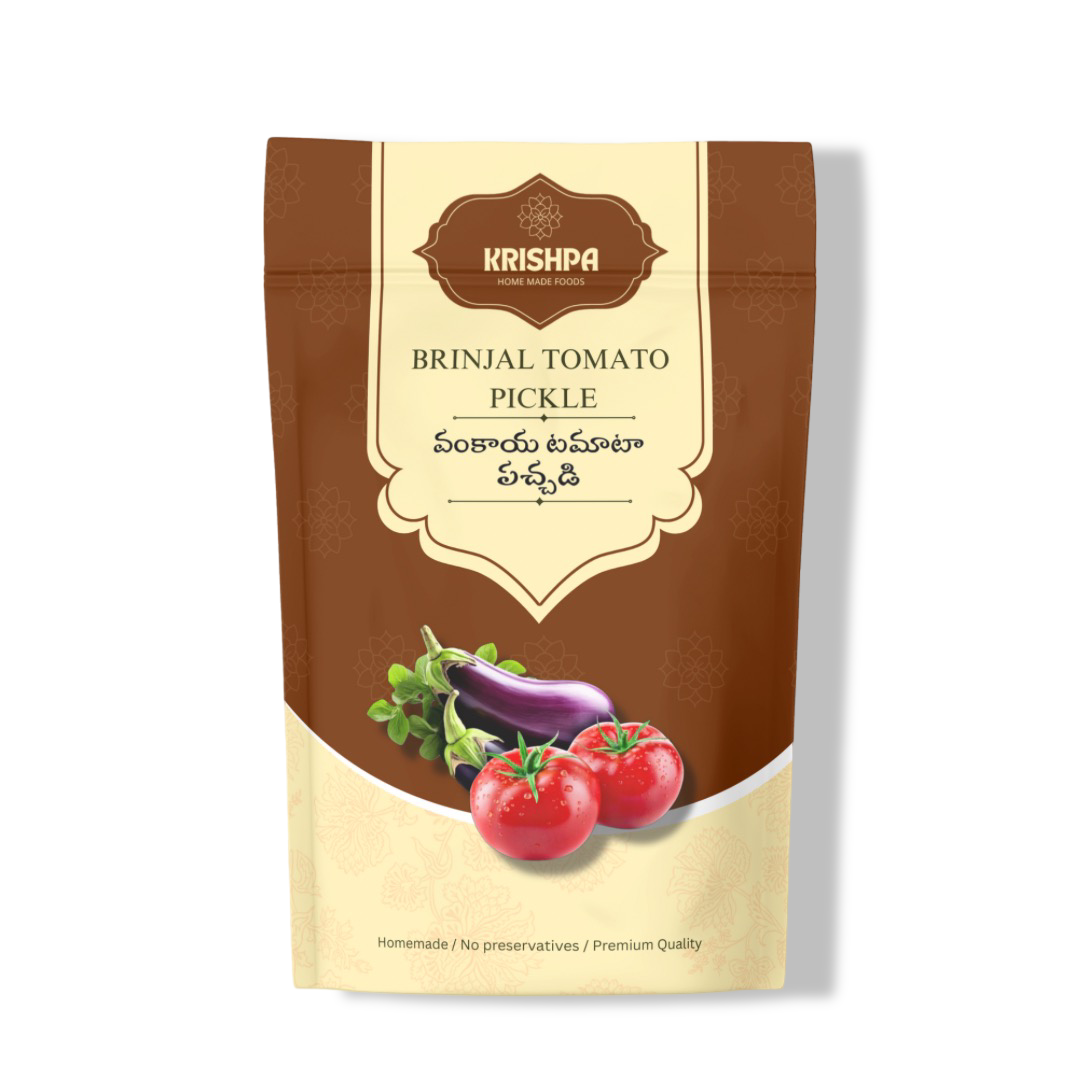 KRISHPA
HOME MADE FOODS
BRINJAL TOMATO
PICKLE
వంకాయ టమాటా
పచ్చడి
Homemade / No preservatives / Premium Quality